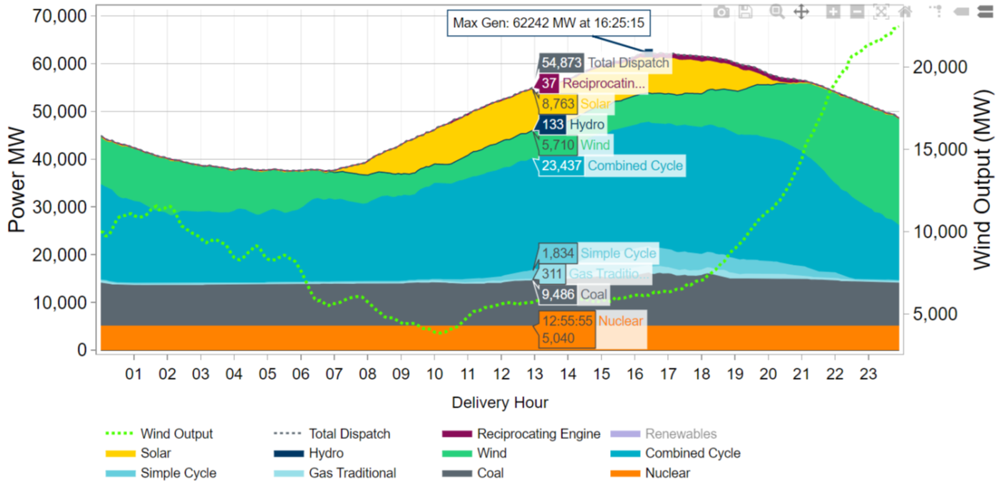 Max Gen: 62242 MW at 16:25:15
Power MW
70,000
60,000
50,000
40,000
30,000
20,000
10,000
0
54,873 Total Dispatch
37 Reciprocatin...
8,763 Solar
133 Hydro
5,710 Wind
23,437 Combined Cycle
1,834 Simple Cycle
311 Gas Traditio...
9,486 Coal
12:55:55 Nuclear
5,040
20,000
15,000
10,000
5,000
Wind Output (MW)
01 02 03 04 05 06 07 08 09 10 11 12 13 14 15 16 17 18 19 20 21 22 23
Delivery Hour
Wind Output Total Dispatch Reciprocating Engine Renewables
Solar Hydro Wind Combined Cycle
Simple Cycle Gas Traditional Coal Nuclear